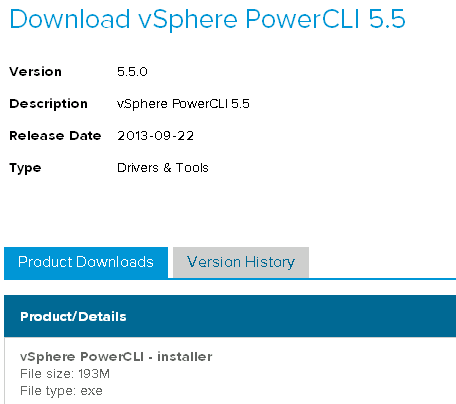 Download vSphere PowerCLI 5.5
Version 5.5.0
Description vSphere PowerCLI 5.5
Release Date 2013-09-22
Type Drivers & Tools
Product Downloads Version History
Product/Details
vSphere PowerCLI - installer
File size: 193M
File type: exe